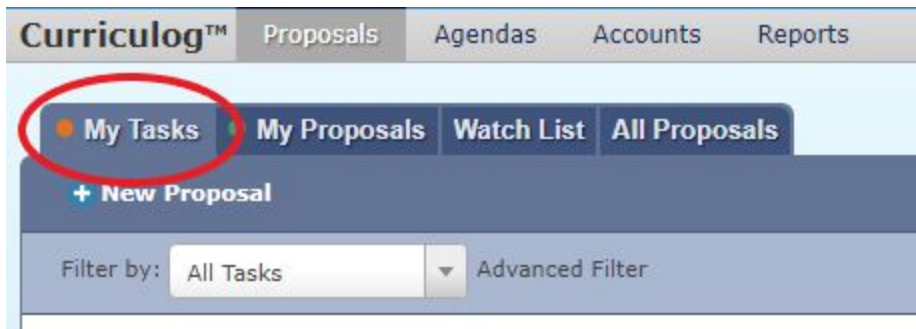 Curriculog™ Proposals Agendas Accounts Reports
My Tasks My Proposals Watch List All Proposals
+ New Proposal
Filter by: All Tasks Advanced Filter